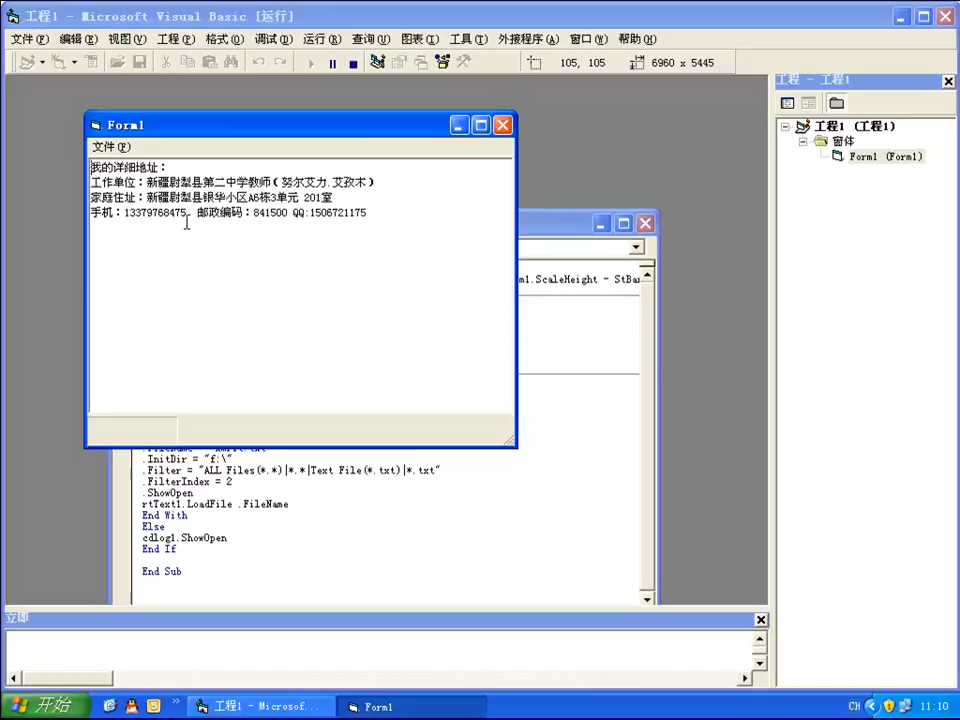 工程1 - Microsoft Visual Basic [运行]
文件(F) 编辑(E) 视图(V) 工程(P) 格式(O) 调试(D) 运行(R) 查询(U) 图表(I) 工具(T) 外接程序(A) 窗口(W) 帮助(H)
105, 105
6960 x 5445
工程 - 工程1
工程1 (工程1)
窗体
Form1 (Form1)
Form1
文件(F)
我的详细地址：
工作单位：新疆尉犁县第二中学教师(努尔艾力.艾孜木)
家庭住址：新疆尉犁县银华小区A6栋3单元 201室
手机：13379768475. 邮政编码：841500 QQ:1506721175
m1.ScaleHeight - StBa
.InitDir = "f:\"
.Filter = "ALL Files(*.*)|*.*|Text File(*.txt)|*.txt"
.FilterIndex = 2
.ShowOpen
rtText1.LoadFile .FileName
End With
Else
cdlog1.ShowOpen
End If
End Sub
立即
开始
工程1 - Microsof...
Form1
CH
11:10